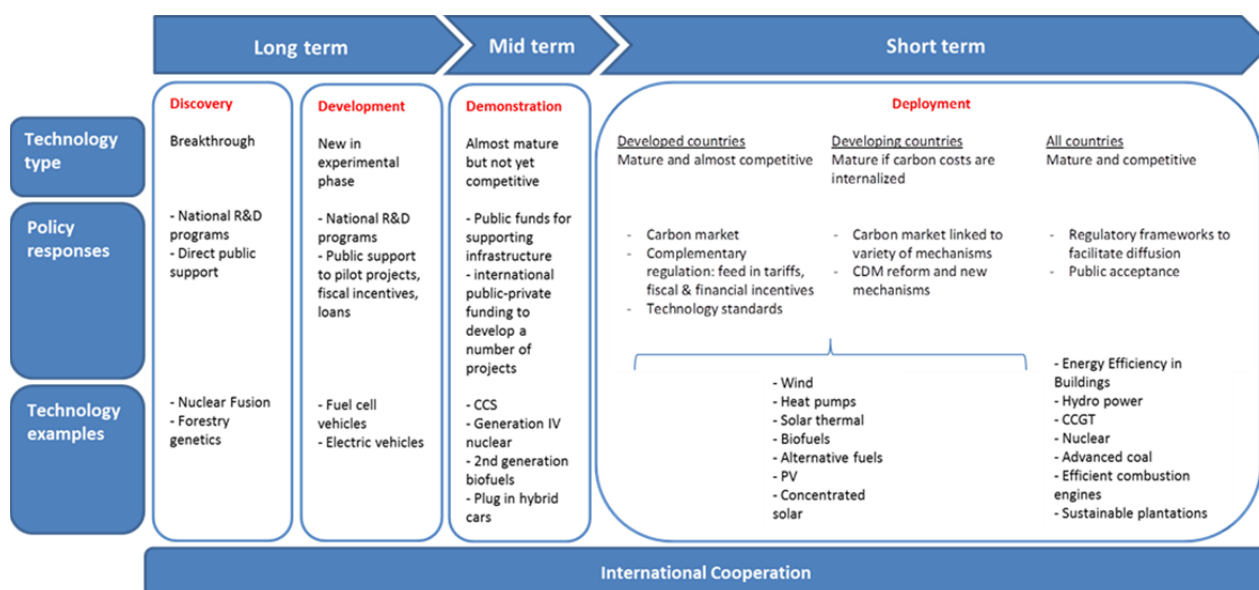 Long term
Mid term
Short term
Technology
type
Policy
responses
Technology
examples
Discovery
Breakthrough
- National R&D
programs
- Direct public
support
- Nuclear Fusion
- Forestry
genetics
Development
New in
experimental
phase
- National R&D
programs
- Public support
to pilot projects,
fiscal incentives,
loans
- Fuel cell
vehicles
- Electric vehicles
Demonstration
Almost mature
but not yet
competitive
- Public funds for
supporting
infrastructure
- international
public-private
funding to
develop a
number of
projects
- CCS
- Generation IV
nuclear
- 2nd generation
biofuels
- Plug in hybrid
cars
Deployment
Developed countries
Mature and almost competitive
- Carbon market
- Complementary
regulation: feed in tariffs,
fiscal & financial incentives
- Technology standards
Developing countries
Mature if carbon costs are
internalized
- Carbon market linked to
variety of mechanisms
- CDM reform and new
mechanisms
- Wind
- Heat pumps
- Solar thermal
- Biofuels
- Alternative fuels
- PV
- Concentrated
solar
All countries
Mature and competitive
- Regulatory frameworks to
facilitate diffusion
- Public acceptance
- Energy Efficiency in
Buildings
- Hydro power
- CCGT
- Nuclear
- Advanced coal
- Efficient combustion
engines
- Sustainable plantations
International Cooperation